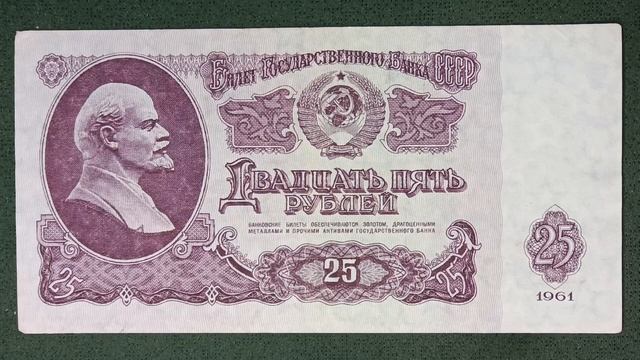 Билет Государственного Банка СССР
Двадцать пять
рублей
БАНКОВСКИЕ БИЛЕТЫ ОБЕСПЕЧИВАЮТСЯ ЗОЛОТОМ, ДРАГОЦЕННЫМИ
МЕТАЛЛАМИ И ПРОЧИМИ АКТИВАМИ ГОСУДАРСТВЕННОГО БАНКА
25
25
25
25
1961